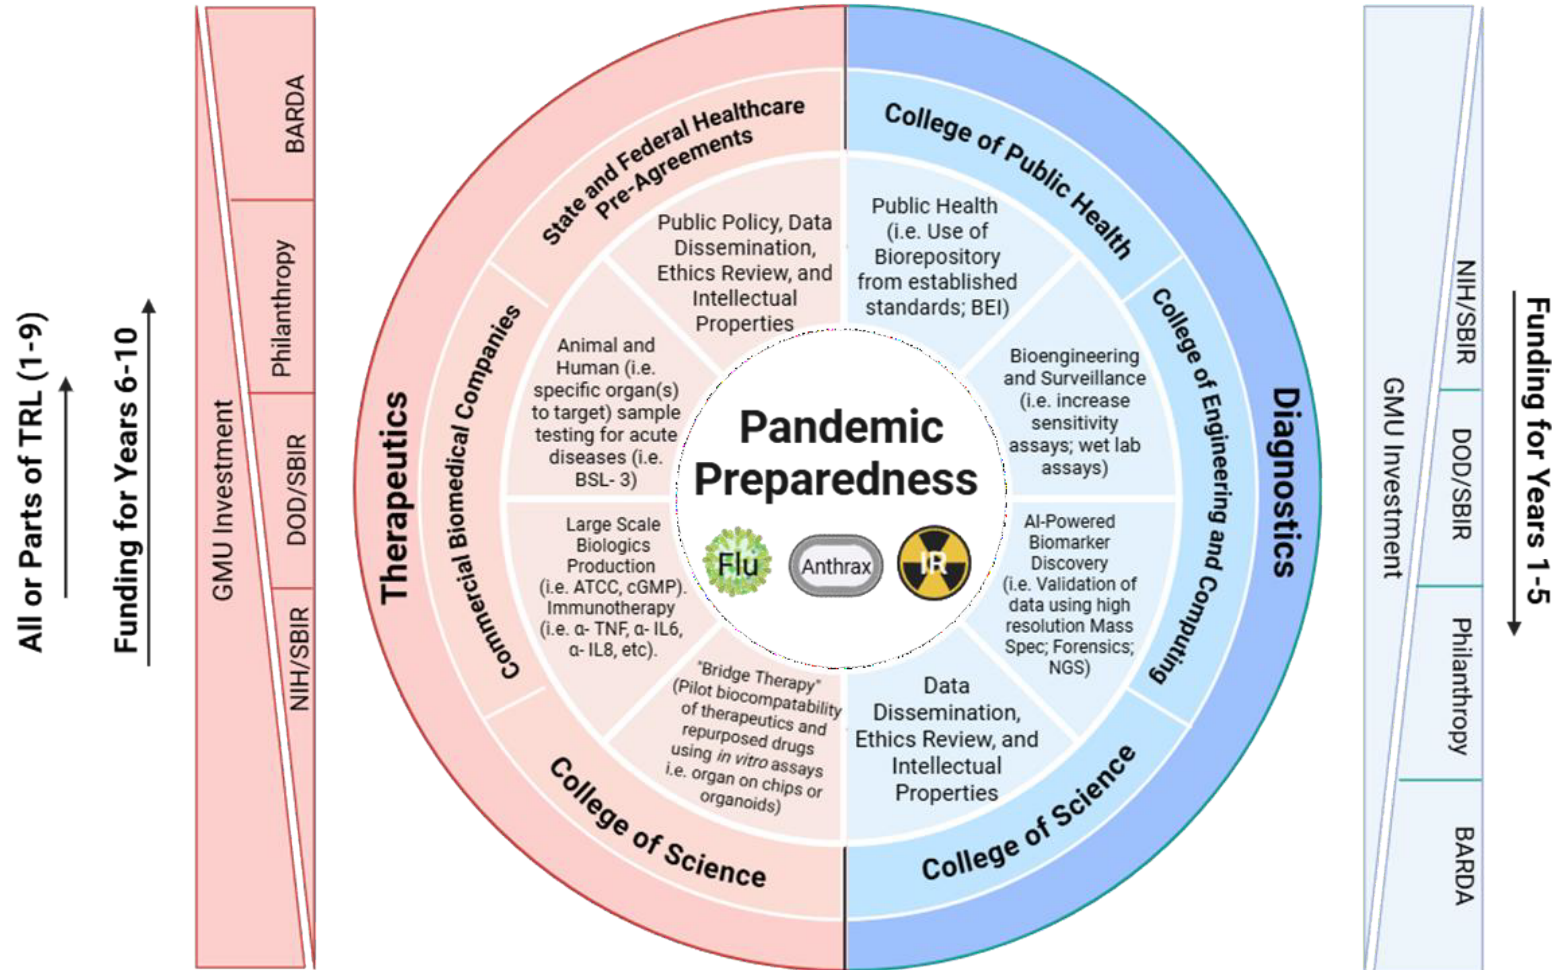 All or Parts of TRL (1-9)
Funding for Years 6-10
GMU Investment
BARDA
Philanthropy
DOD/SBIR
NIH/SBIR
Therapeutics
State and Federal Healthcare
Pre-Agreements
Commercial Biomedical Companies
College of Science
Public Policy, Data
Dissemination,
Ethics Review, and
Intellectual
Properties
Animal and
Human (i.e.
specific organ(s)
to target) sample
testing for acute
diseases (i.e.
BSL- 3)
Large Scale
Biologics
Production
(i.e. ATCC, cGMP).
Immunotherapy
(i.e. α- TNF, α- IL6,
α- IL8, etc).
"Bridge Therapy"
(Pilot biocompatability
of therapeutics and
repurposed drugs
using in vitro assays
i.e. organ on chips or
organoids)
Pandemic
Preparedness
Flu
Anthrax
IR
Diagnostics
College of Public Health
College of Engineering and Computing
College of Science
Public Health
(i.e. Use of
Biorepository
from established
standards; BEI)
Bioengineering
and Surveillance
(i.e. increase
sensitivity
assays; wet lab
assays)
AI-Powered
Biomarker
Discovery
(i.e. Validation of
data using high
resolution Mass
Spec; Forensics;
NGS)
Data
Dissemination,
Ethics Review, and
Intellectual
Properties
GMU Investment
NIH/SBIR
DOD/SBIR
Philanthropy
BARDA
Funding for Years 1-5